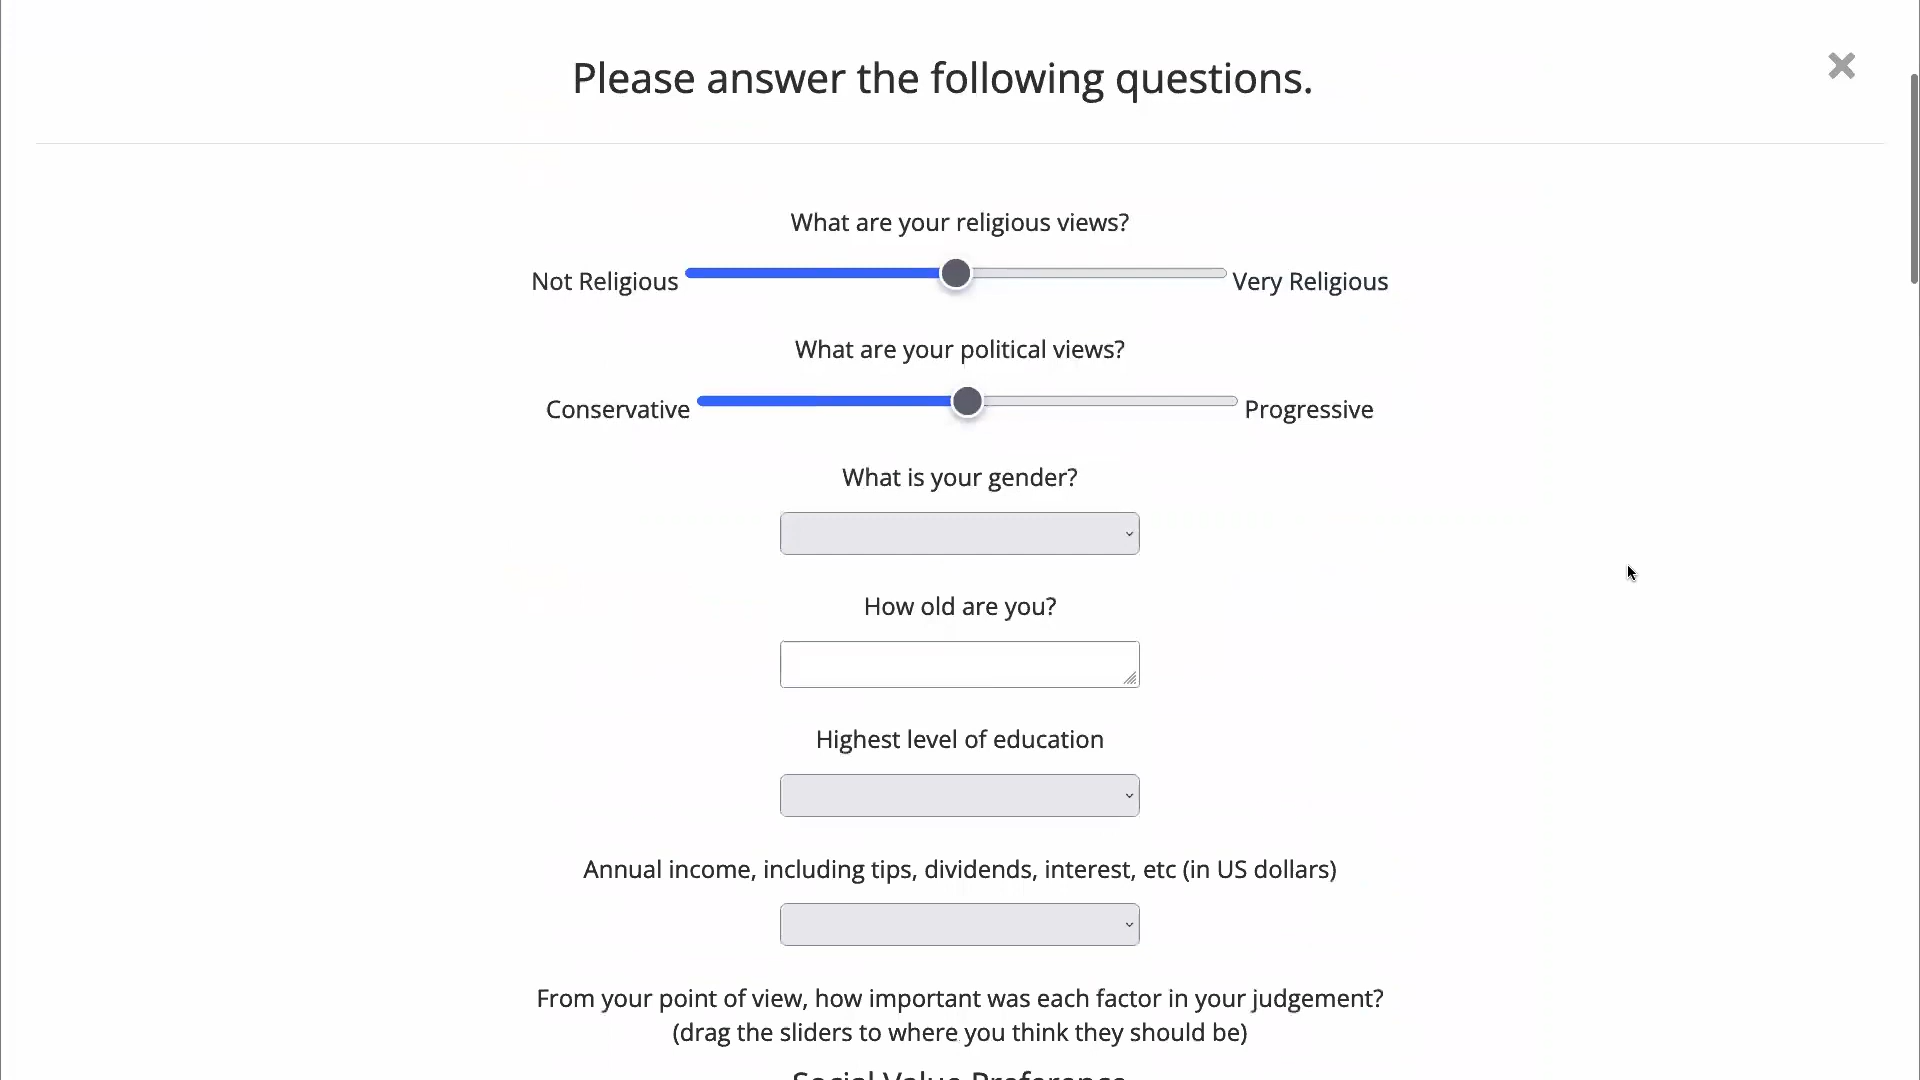 Please answer the following questions.
What are your religious views?
Not Religious Very Religious
What are your political views?
Conservative Progressive
What is your gender?
How old are you?
Highest level of education
Annual income, including tips, dividends, interest, etc (in US dollars)
From your point of view, how important was each factor in your judgement?
(drag the sliders to where you think they should be)
Social Value Preference